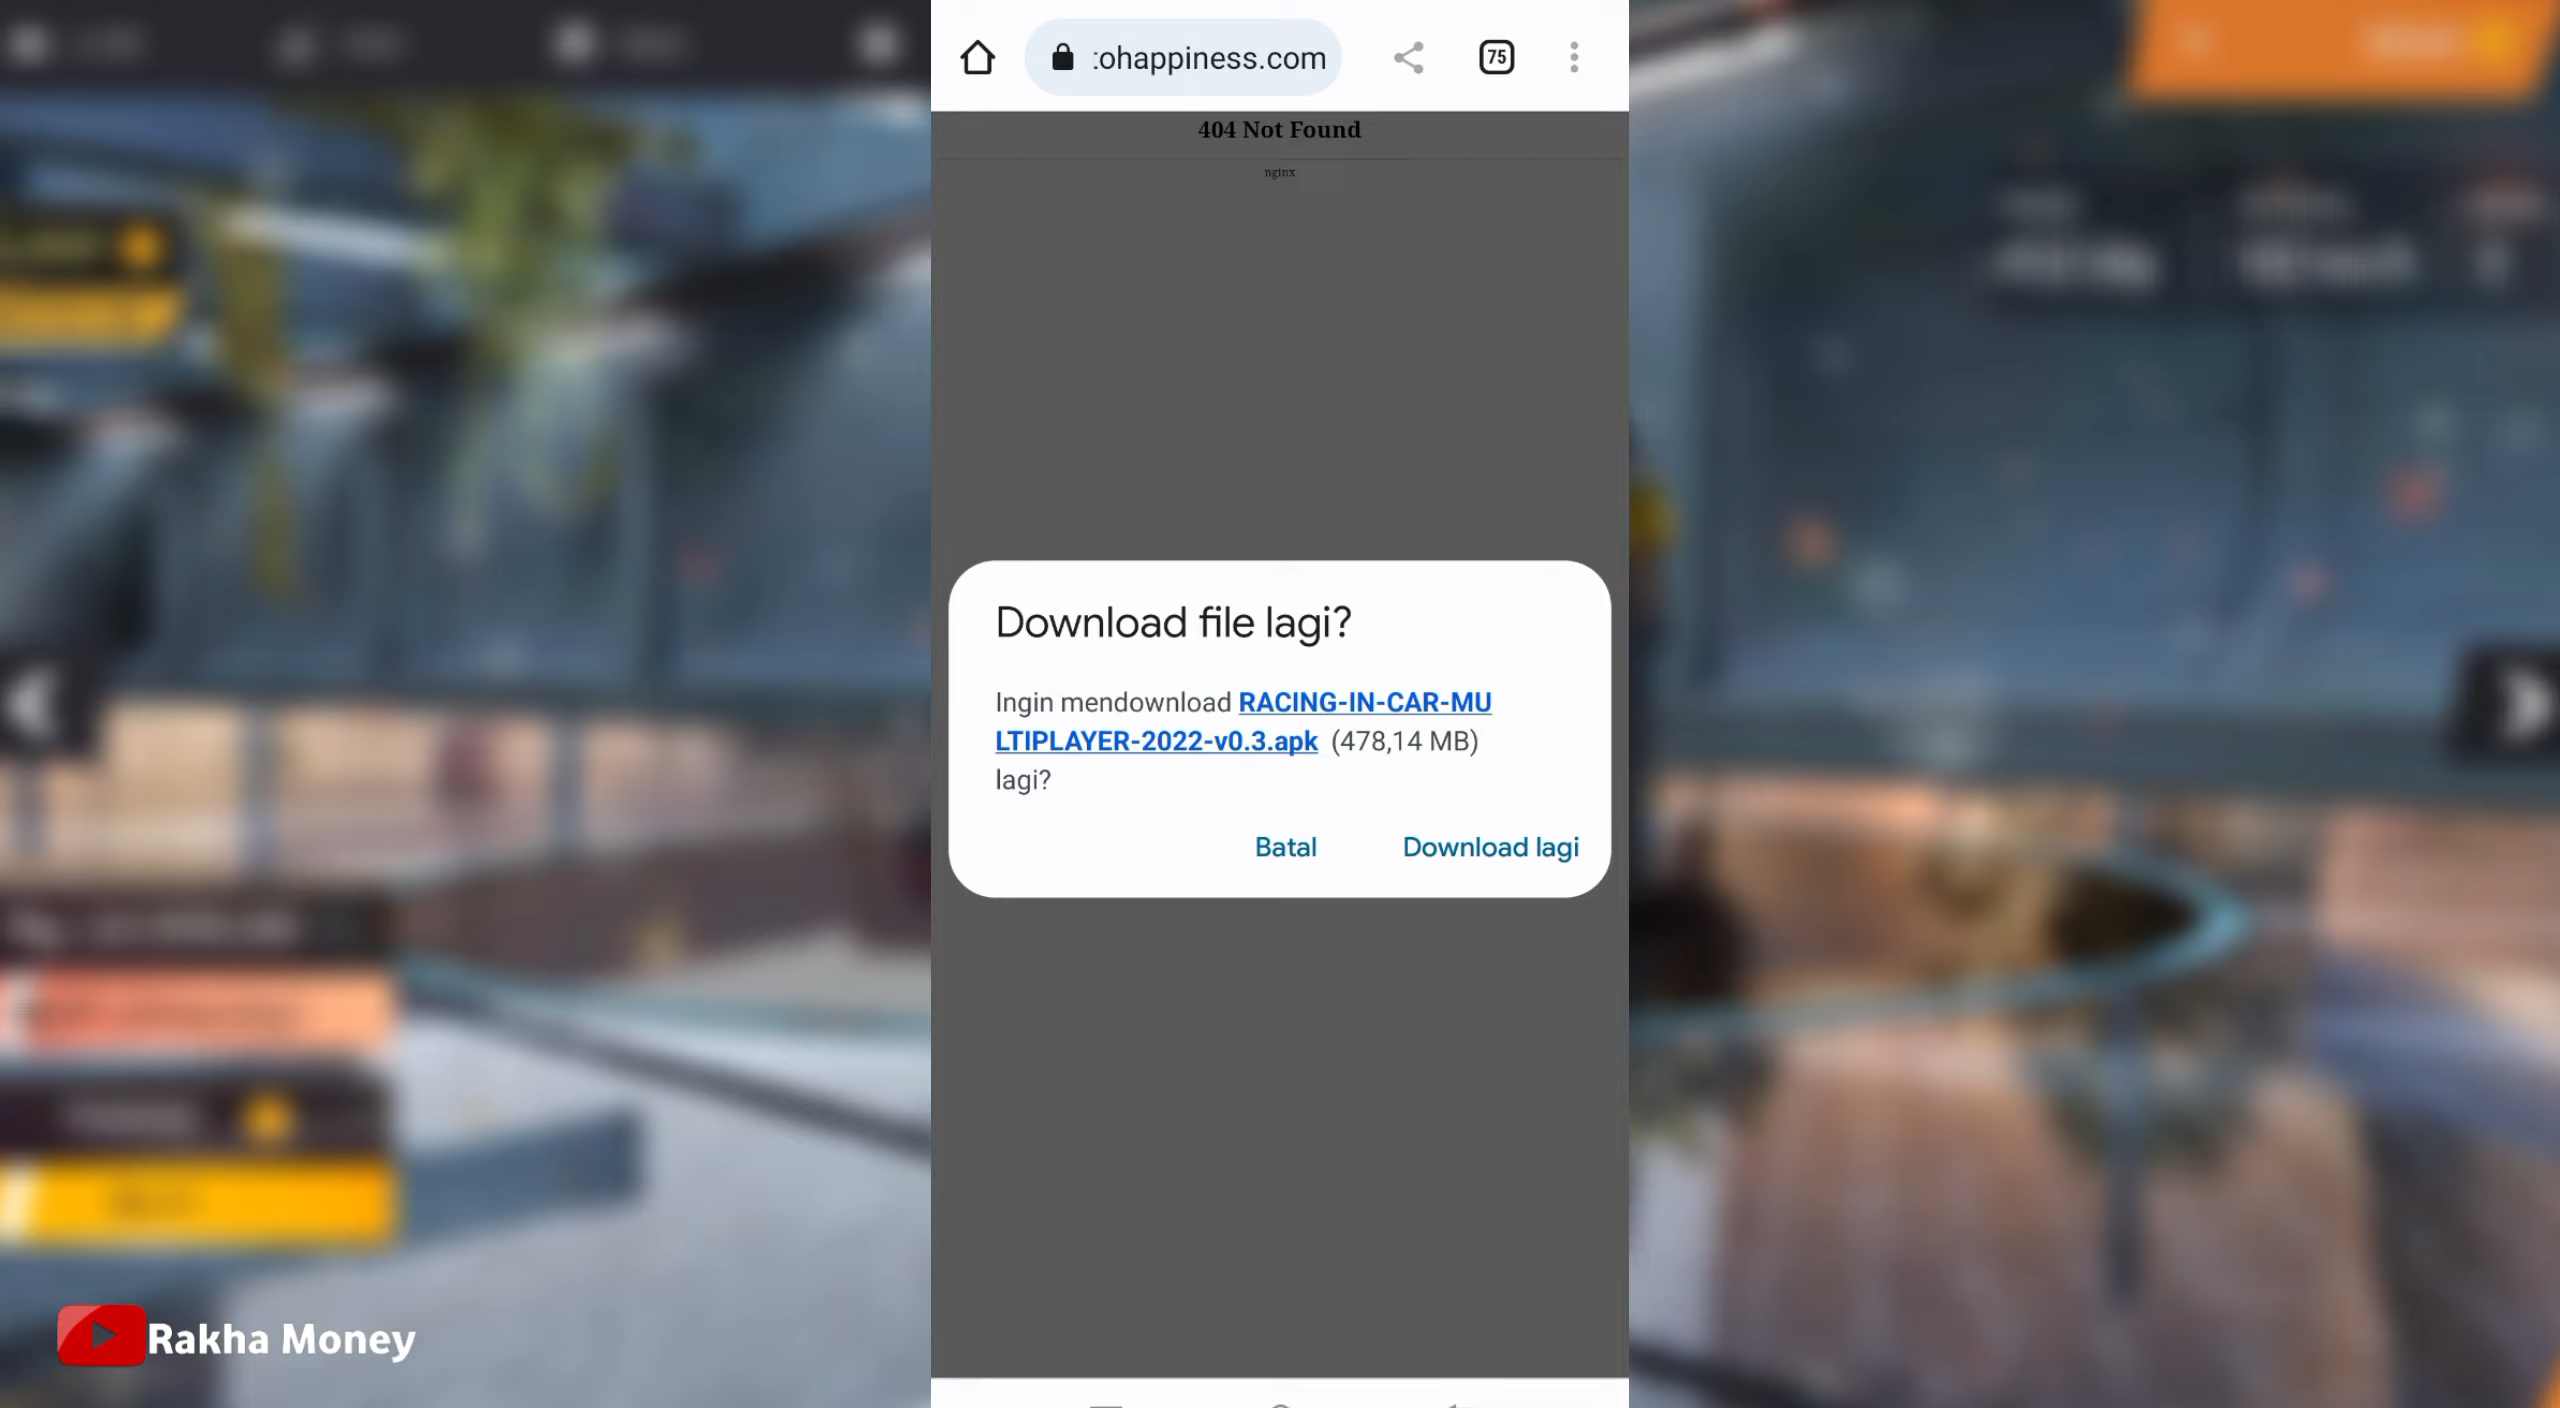 :ohappiness.com
75
404 Not Found
nginx
Download file lagi?
Ingin mendownload RACING-IN-CAR-MU
LTIPLAYER-2022-v0.3.apk (478,14 MB)
lagi?
Batal Download lagi
Rakha Money